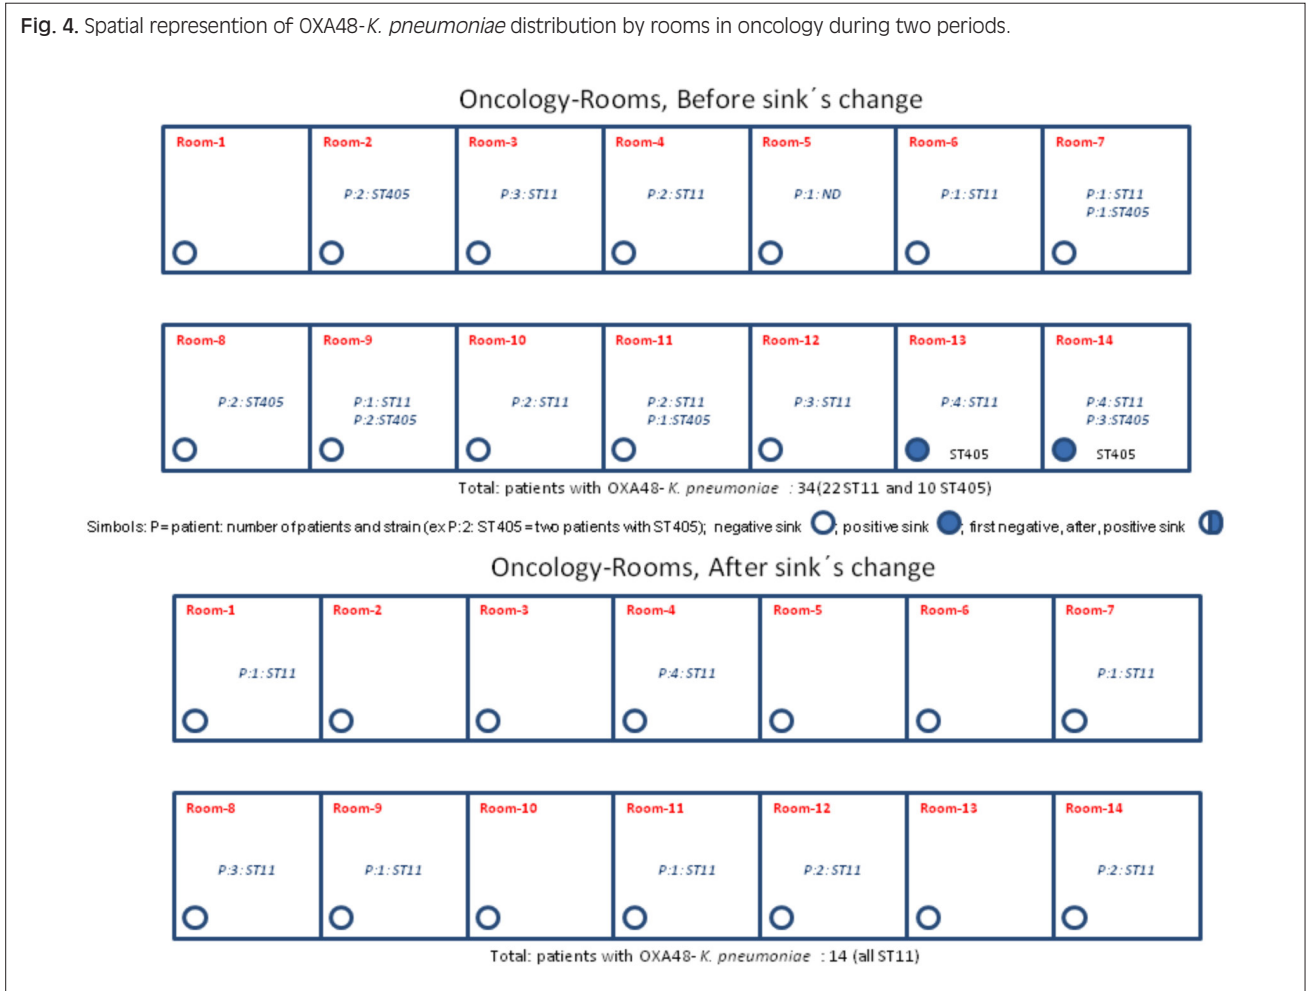 Fig. 4. Spatial represention of OXA48-K. pneumoniae distribution by rooms in oncology during two periods.
Oncology-Rooms, Before sink´s change
Room-1 Room-2 Room-3 Room-4 Room-5 Room-6 Room-7
P:2:ST405 P:3:ST11 P:2:ST11 P:1:ND P:1:ST11 P:1:ST11
P:1:ST405
Room-8 Room-9 Room-10 Room-11 Room-12 Room-13 Room-14
P:2:ST405 P:1:ST11 P:2:ST11 P:2:ST11 P:3:ST11 P:4:ST11 P:4:ST11
P:2:ST405 P:1:ST405 P:3:ST405
ST405 ST405
Total: patients with OXA48- K. pneumoniae : 34(22 ST11 and 10 ST405)
Simbols: P= patient: number of patients and strain (ex P:2: ST405 = two patients with ST405); negative sink ; positive sink ; first negative, after, positive sink
Oncology-Rooms, After sink´s change
Room-1 Room-2 Room-3 Room-4 Room-5 Room-6 Room-7
P:1:ST11 P:4:ST11 P:1:ST11
Room-8 Room-9 Room-10 Room-11 Room-12 Room-13 Room-14
P:3:ST11 P:1:ST11 P:1:ST11 P:2:ST11 P:2:ST11
Total: patients with OXA48- K. pneumoniae : 14 (all ST11)